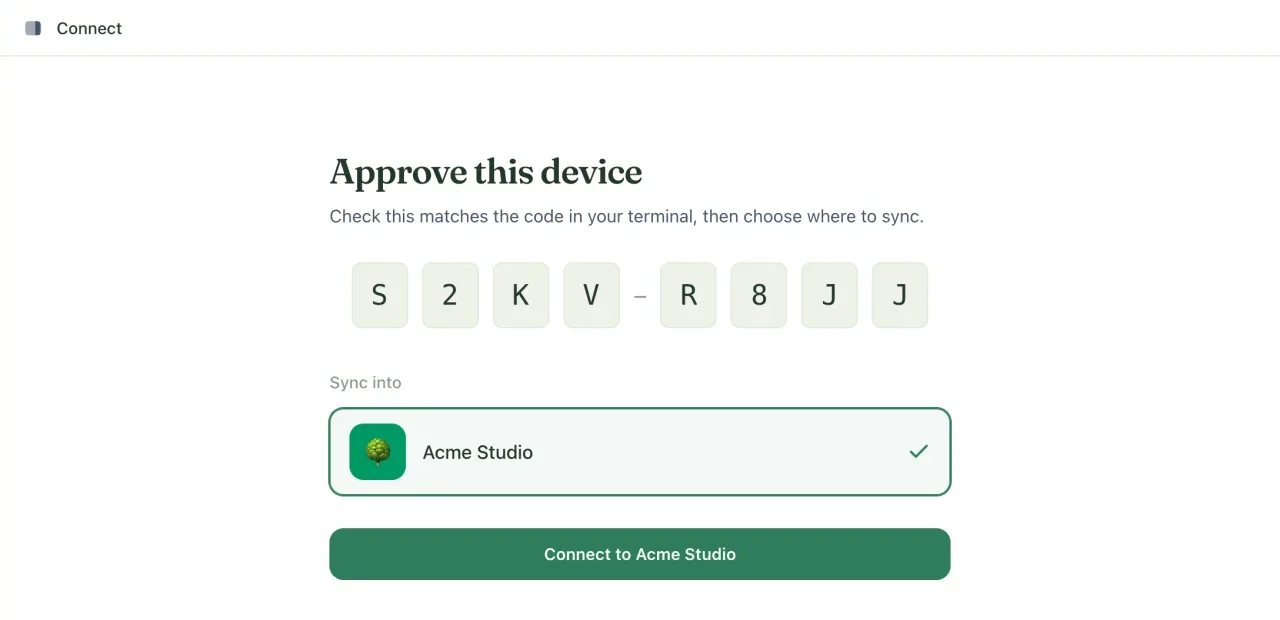 Connect
Approve this device
Check this matches the code in your terminal, then choose where to sync.
S 2 K V – R 8 J J
Sync into
Acme Studio
Connect to Acme Studio